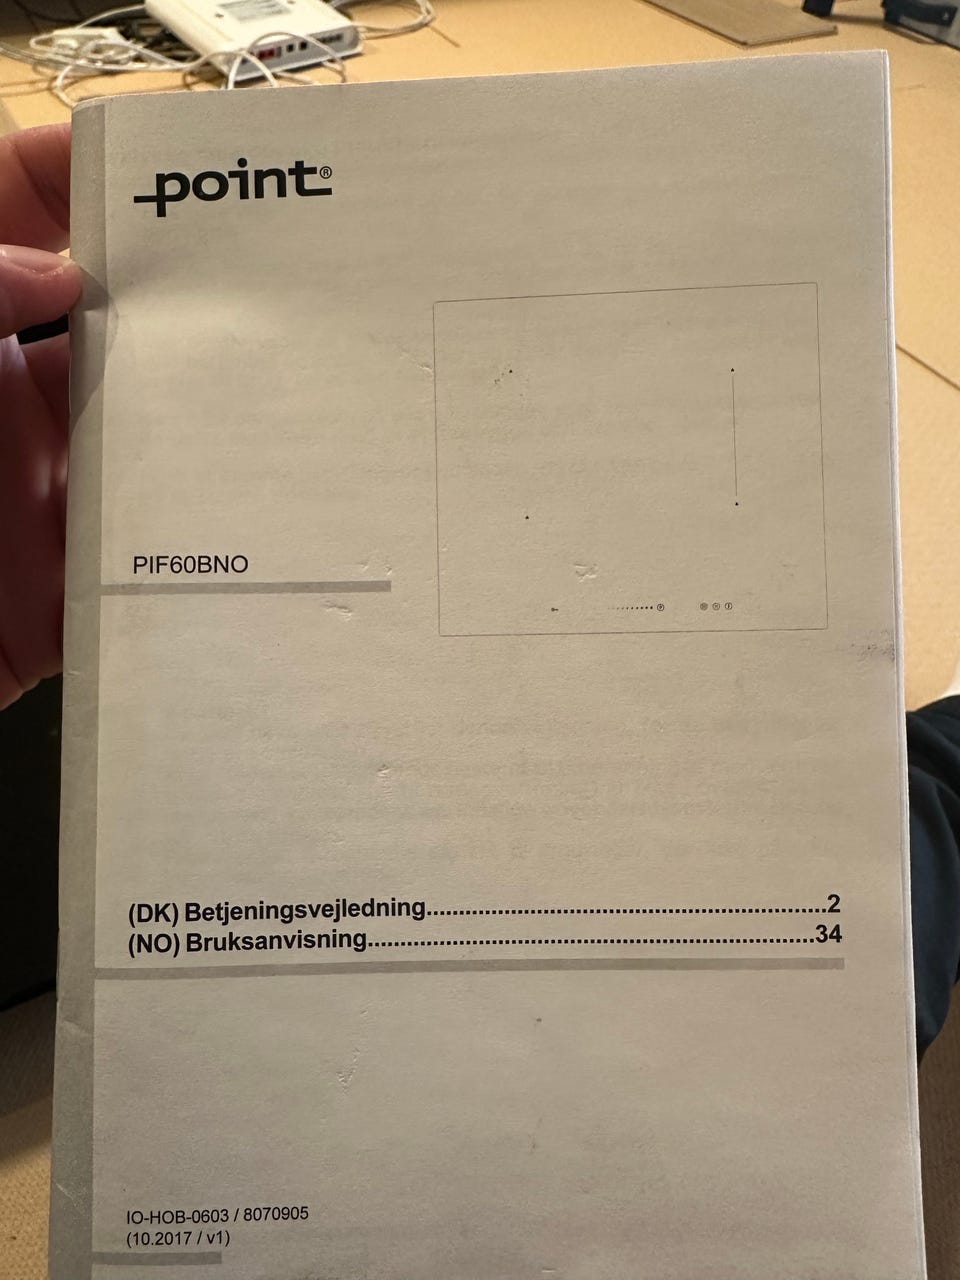 point®
PIF60BNO
(DK) Betjeningsvejledning..............................................................2
(NO) Bruksanvisning.....................................................................34
IO-HOB-0603 / 8070905
(10.2017 / v1)